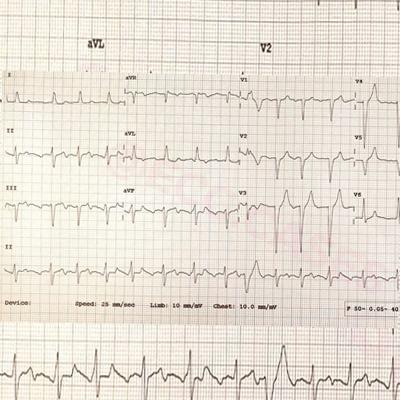 aVL V2
I aVR V1 V4
II aVL V2 V5
III aVF V3 V6
II
Device: Speed: 25 mm/sec Limb: 10 mm/mV Chest: 10.0 mm/mV F 50~ 0.05- 40